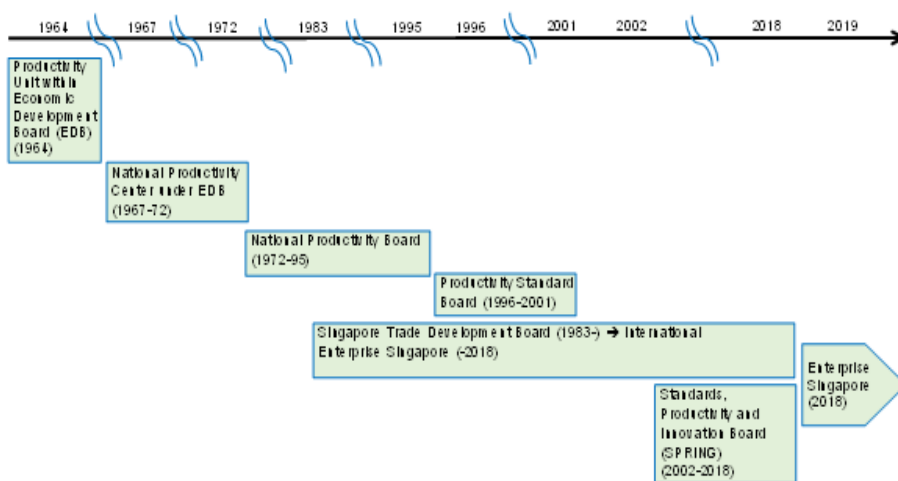 1964 1967 1972 1983 1995 1996 2001 2002 2018 2019
Productivity
Unit within
Economic
Development
Board (EDB)
(1964)
National Productivity
Center under EDB
(1967-72)
National Productivity Board
(1972-95)
Productivity Standard
Board (1996-2001)
Singapore Trade Development Board (1983-) → International
Enterprise Singapore (-2018)
Enterprise
Singapore
(2018)
Standards,
Productivity and
Innovation Board
(SPRING)
(2002-2018)